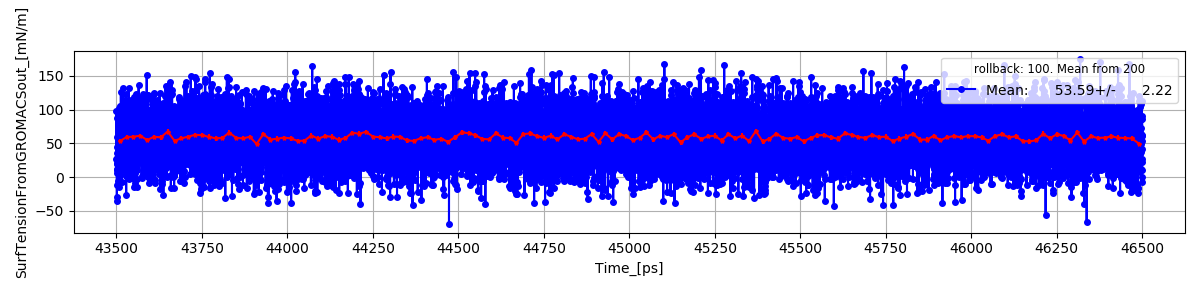 SurfTensionFromGROMACSout_[mN/m]
150
100
50
0
−50
rollback: 100. Mean from 200
Mean: 53.59+/- 2.22
43500 43750 44000 44250 44500 44750 45000 45250 45500 45750 46000 46250 46500
Time_[ps]